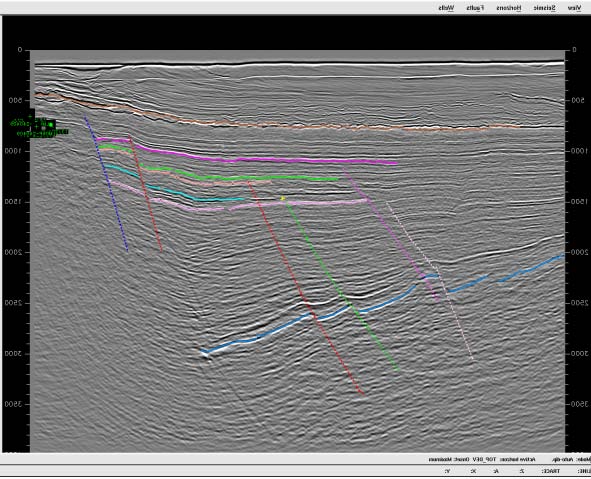 View Seismic Horizons Faults Wells
0 0
500 500
1000 1000
1500 1500
2000 2000
2500 2500
3000 3000
3500 3500
Mode: Auto-dip. Active horizon: TOP_DEV Onset: Maximum
LINE: TRACE: Z: A: X: Y: